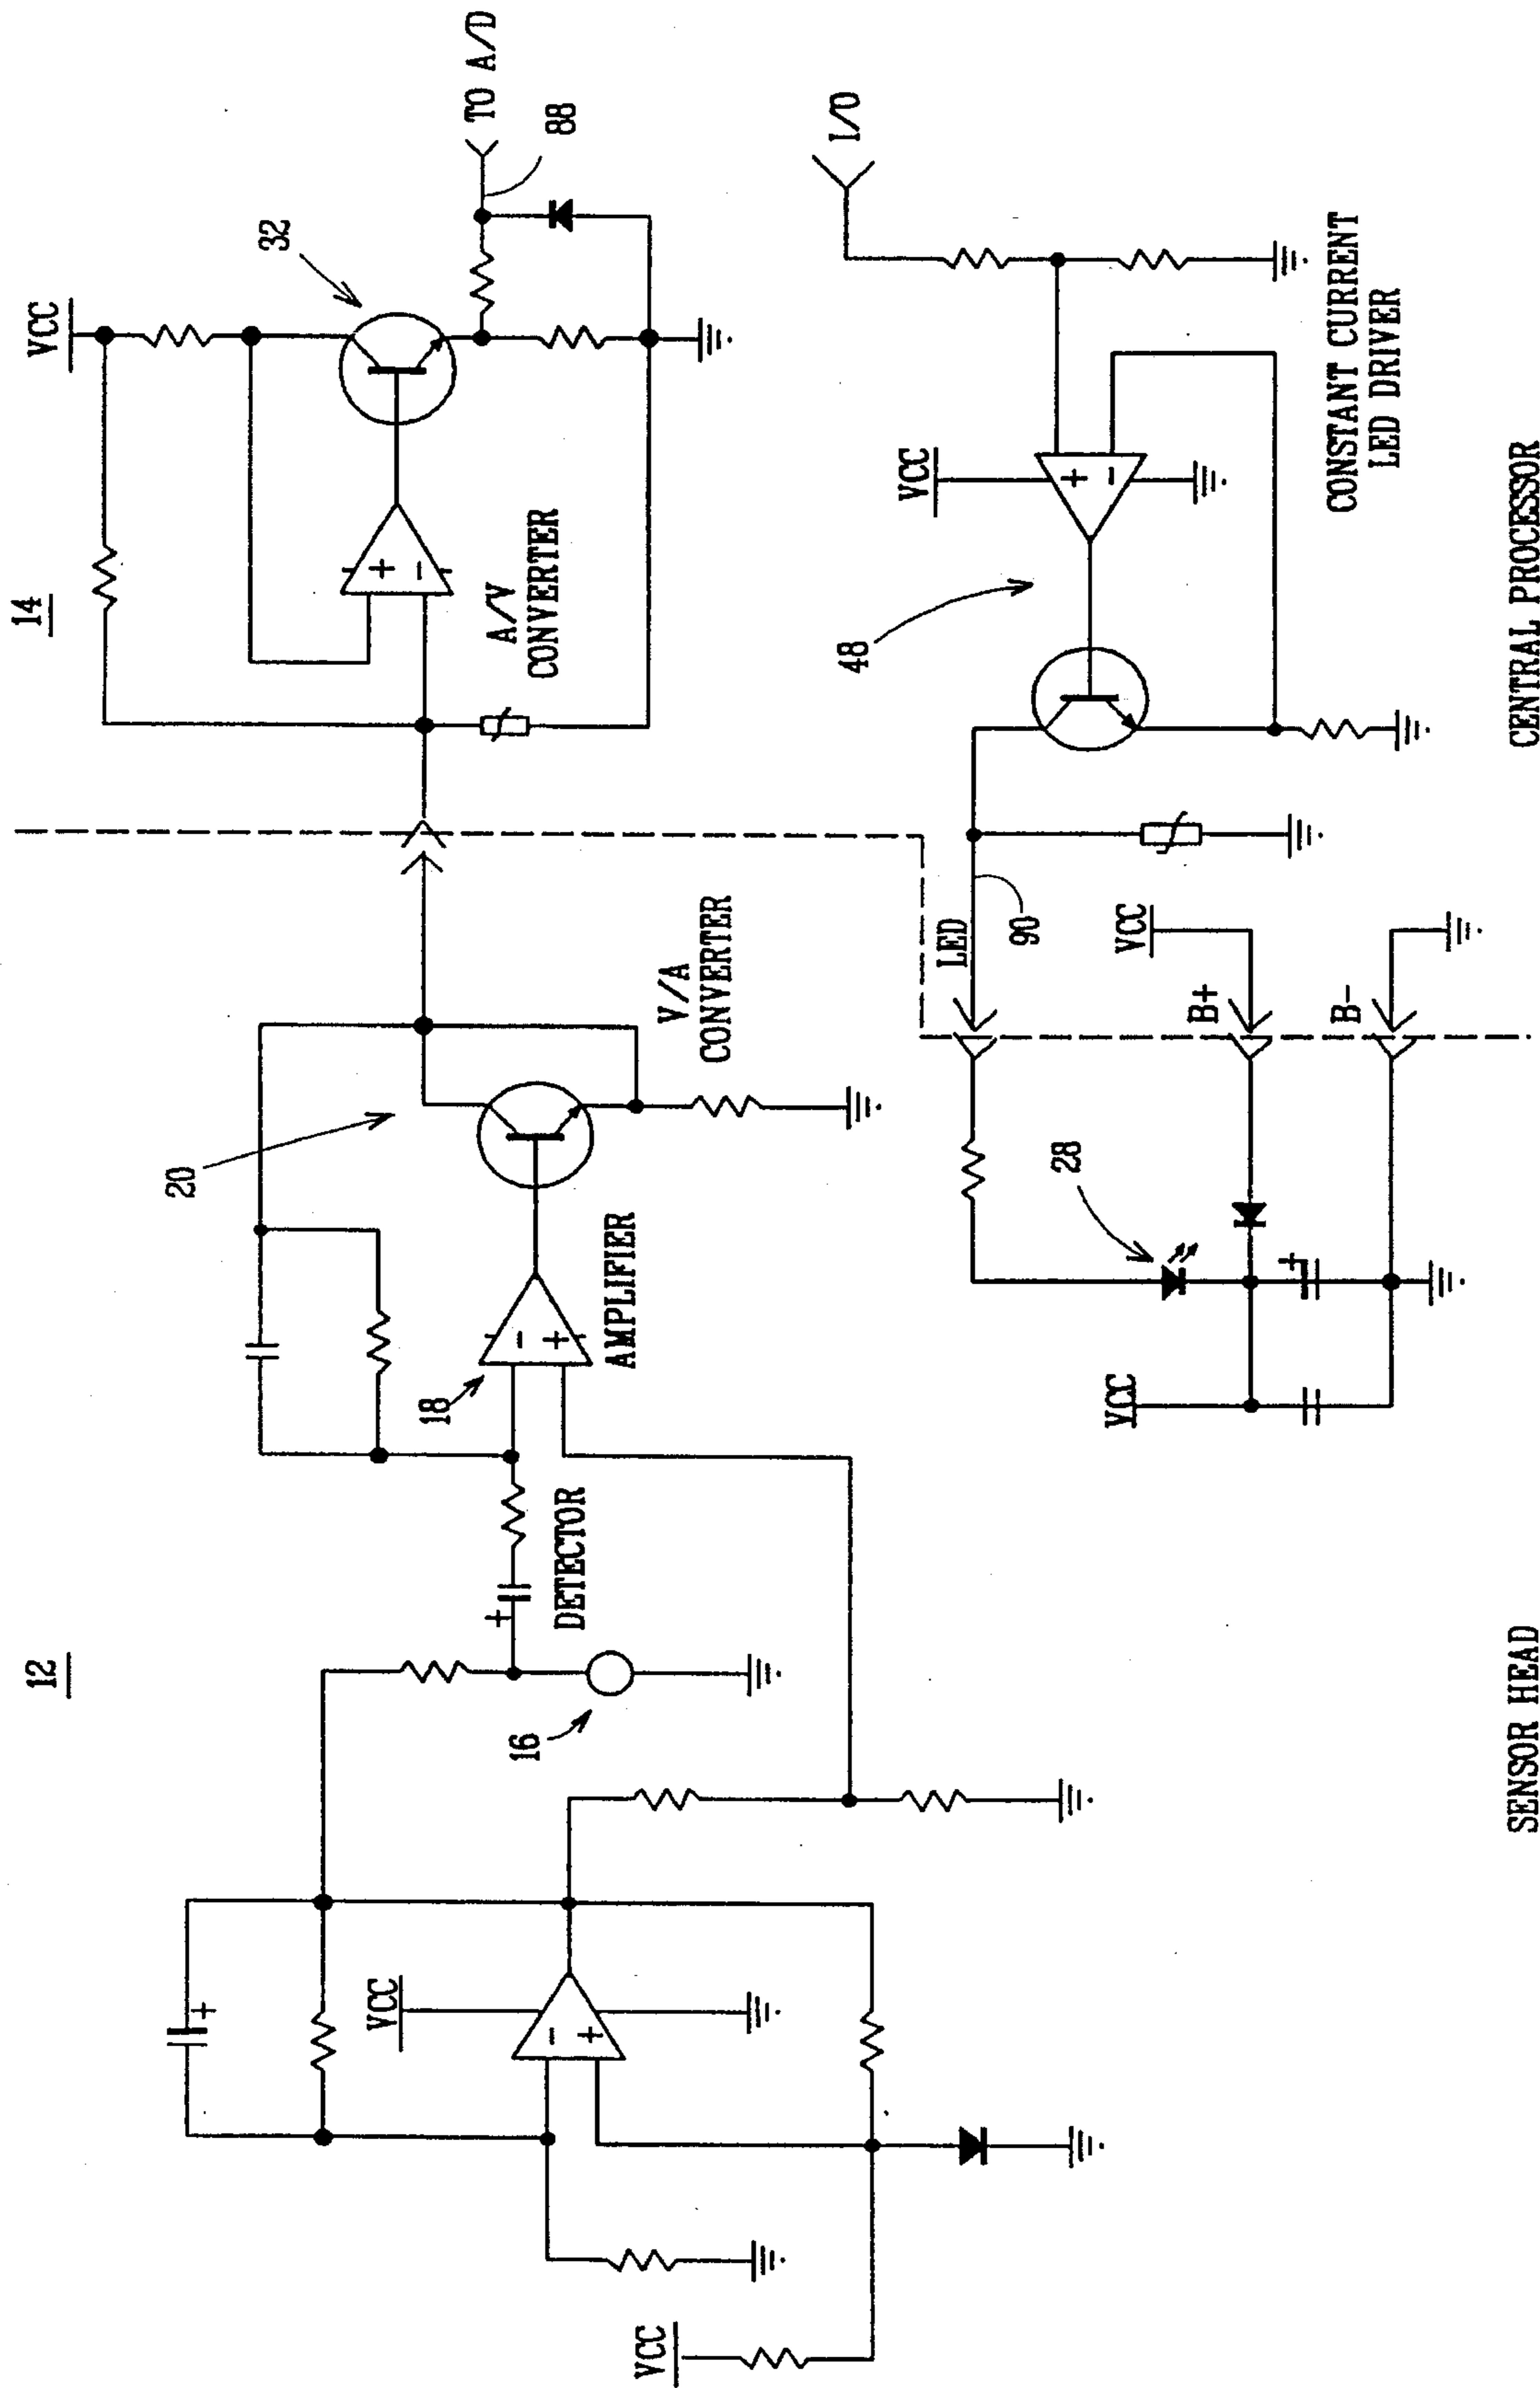 12
14
VCC
32
TO A/D
88
A/V
CONVERTER
20
V/A
CONVERTER
18
AMPLIFIER
DETECTOR
16
VCC
VCC
I/O
VCC
48
CONSTANT CURRENT
LED DRIVER
LED
90
VCC
B+
B-
28
VCC
SENSOR HEAD
CENTRAL PROCESSOR